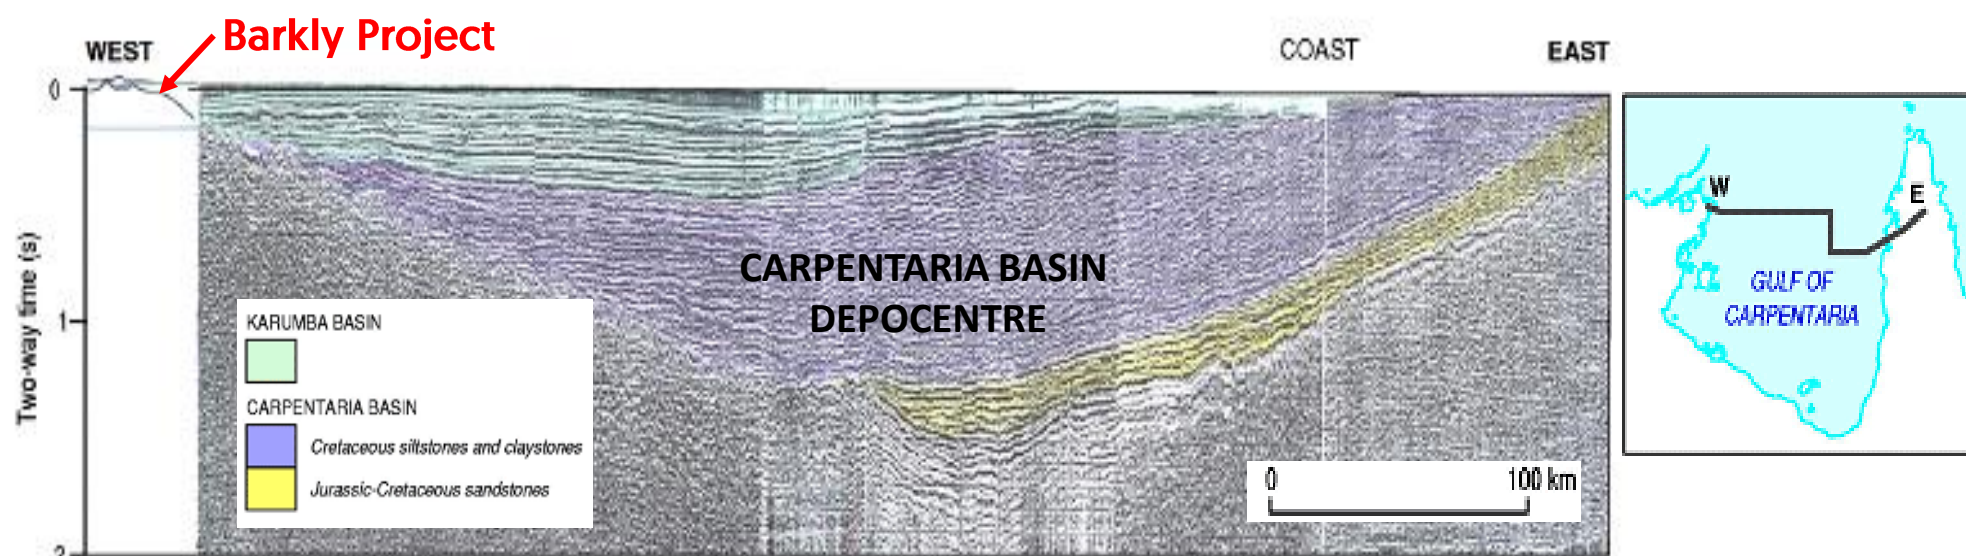 Barkly Project
WEST
COAST
EAST
0
1
2
Two-way time (s)
CARPENTARIA BASIN
DEPOCENTRE
KARUMBA BASIN
CARPENTARIA BASIN
Cretaceous siltstones and claystones
Jurassic-Cretaceous sandstones
0 100 km
W
E
GULF OF
CARPENTARIA